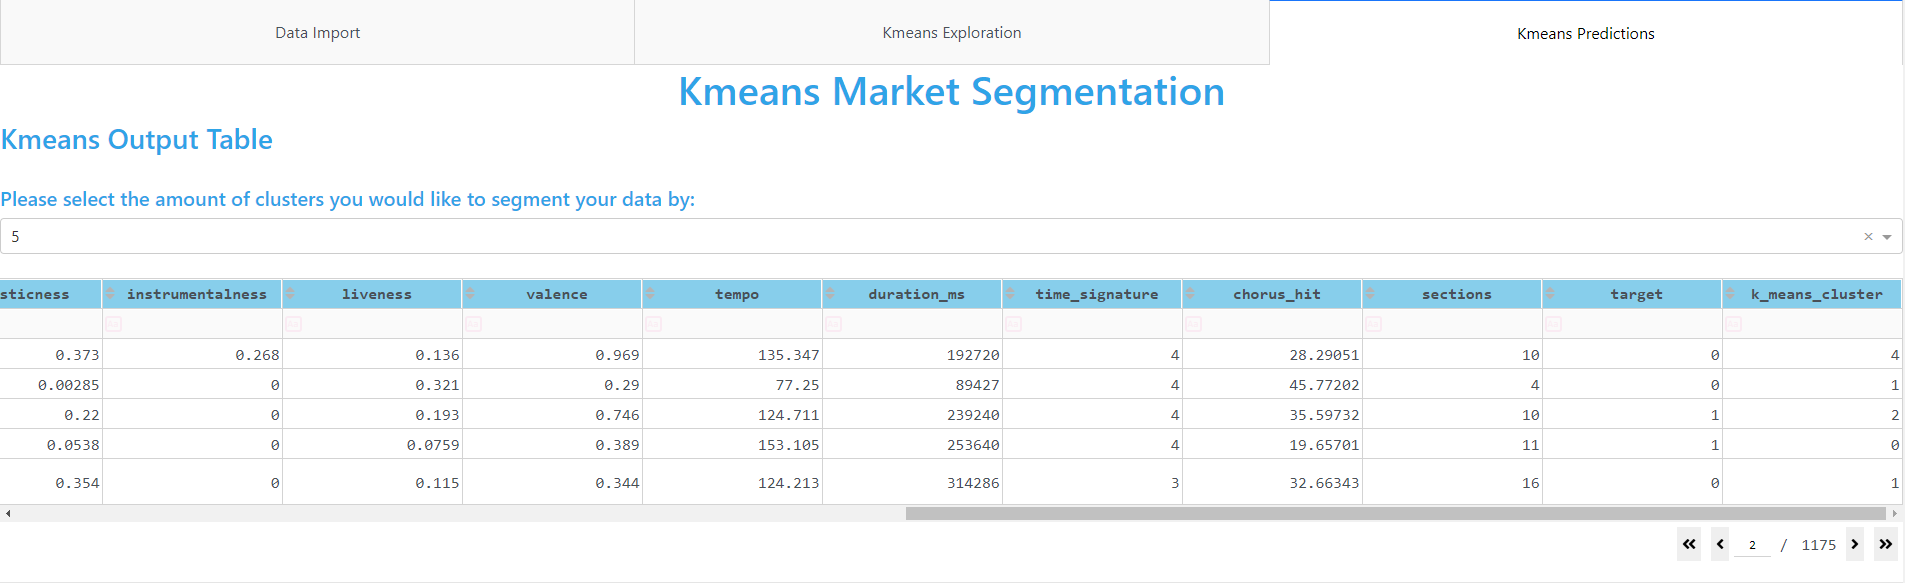 Data Import Kmeans Exploration Kmeans Predictions
Kmeans Market Segmentation
Kmeans Output Table
Please select the amount of clusters you would like to segment your data by:
5 ×
sticness instrumentalness liveness valence tempo duration_ms time_signature chorus_hit sections target k_means_cluster
0.373 0.268 0.136 0.969 135.347 192720 4 28.29051 10 0 4
0.00285 0 0.321 0.29 77.25 89427 4 45.77202 4 0 1
0.22 0 0.193 0.746 124.711 239240 4 35.59732 10 1 2
0.0538 0 0.0759 0.389 153.105 253640 4 19.65701 11 1 0
0.354 0 0.115 0.344 124.213 314286 3 32.66343 16 0 1
2 / 1175